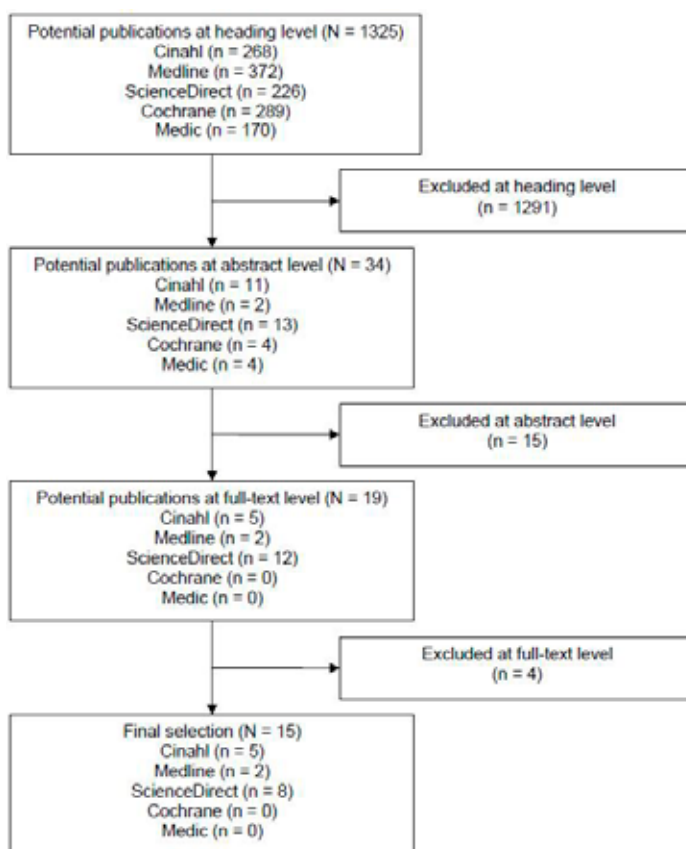 Potential publications at heading level (N = 1325)
Cinahl (n = 268)
Medline (n = 372)
ScienceDirect (n = 226)
Cochrane (n = 289)
Medic (n = 170)
Excluded at heading level
(n = 1291)
Potential publications at abstract level (N = 34)
Cinahl (n = 11)
Medline (n = 2)
ScienceDirect (n = 13)
Cochrane (n = 4)
Medic (n = 4)
Excluded at abstract level
(n = 15)
Potential publications at full-text level (N = 19)
Cinahl (n = 5)
Medline (n = 2)
ScienceDirect (n = 12)
Cochrane (n = 0)
Medic (n = 0)
Excluded at full-text level
(n = 4)
Final selection (N = 15)
Cinahl (n = 5)
Medline (n = 2)
ScienceDirect (n = 8)
Cochrane (n = 0)
Medic (n = 0)